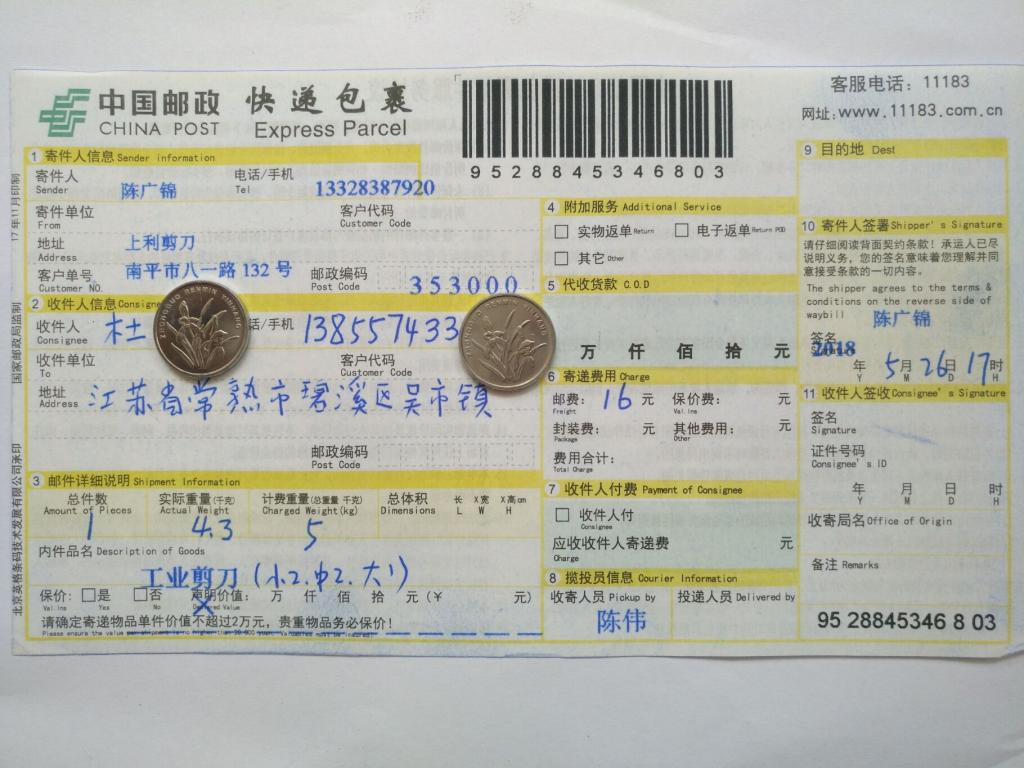 中国邮政 快递包裹
CHINA POST Express Parcel
9528845346803
客服电话：11183
网址:www.11183.com.cn
1 寄件人信息 Sender information
寄件人 Sender 陈广锦 电话/手机 Tel 13328387920
寄件单位 From 客户代码 Customer Code
地址 Address 上利剪刀
南平市八一路 132 号
客户单号 Customer NO. 邮政编码 Post Code 353000
2 收件人信息 Consigne
收件人 Consignee 杜 话/手机 138557433
收件单位 To 客户代码 Customer Code
地址 Address 江苏省常熟市碧溪区吴市镇
邮政编码 Post Code
3 邮件详细说明 Shipment Information
总件数 Amount of Pieces 1
实际重量(千克) Actual Weight 4.3
计费重量(总重量 千克) Charged Weight(kg) 5
总体积 Dimensions 长 L X宽 W X高cm H
内件品名 Description of Goods
工业剪刀(小2.中2.大1)
保价： Val.Ins 是 Yes 否 No 声明价值： Declared Value 万 仟 佰 拾 元(￥ 元)
请确定寄递物品单件价值不超过2万元，贵重物品务必保价！
4 附加服务 Additional Service
实物返单 Return 电子返单 Return POD
其它 Other
5 代收货款 C.O.D
万 仟 佰 拾 元
6 寄递费用 Charge
邮费： Freight 16 元 保价费： Val.Ins 元
封装费： Package 元 其他费用： Other 元
费用合计： Total Charge
7 收件人付费 Payment of Consignee
收件人付 Consignee
应收收件人寄递费 Charge 元
8 揽投员信息 Courier Information
收寄人员 Pickup by 投递人员 Delivered by
陈伟
9 目的地 Dest
10 寄件人签署 Shipper's Signature
请仔细阅读背面契约条款！承运人已尽
说明义务，您的签名意味着您理解并同
意接受条款的一切内容。
The shipper agrees to the terms &
conditions on the reverse side of
waybill
签名 陈广锦
2018 年 Y 5 月 M 26 日 D 17 时 H
11 收件人签收 Consignee's Signature
签名 Signature
证件号码 Consignee's ID
年 Y 月 M 日 D 时 H
收寄局名 Office of Origin
备注 Remarks
95 28845346 8 03
17年11月印制
国家邮政局监制
北京英格条码技术发展有限公司承印